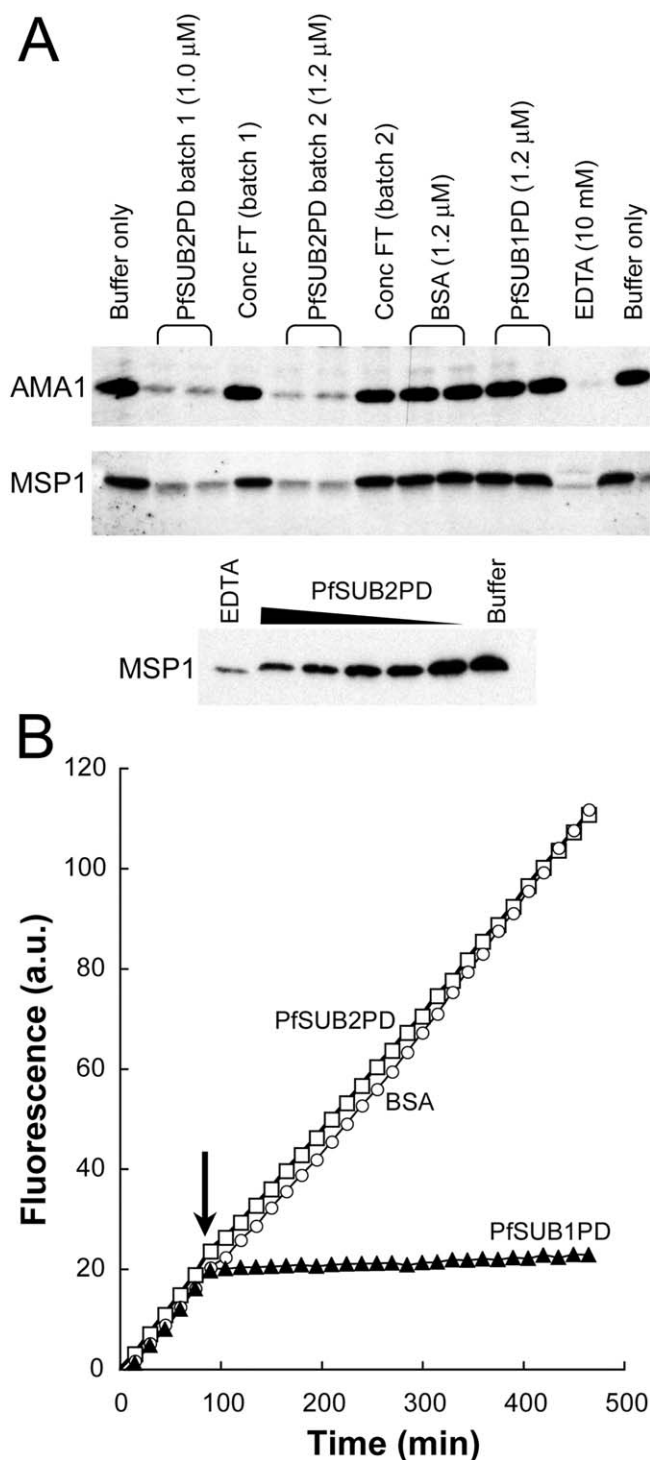 A
Buffer only
PfSUB2PD batch 1 (1.0 μM)
Conc FT (batch 1)
PfSUB2PD batch 2 (1.2 μM)
Conc FT (batch 2)
BSA (1.2 μM)
PfSUB1PD (1.2 μM)
EDTA (10 mM)
Buffer only
AMA1
MSP1
EDTA
PfSUB2PD
Buffer
MSP1
B
120
100
80
60
40
20
0
Fluorescence (a.u.)
PfSUB2PD
BSA
PfSUB1PD
0 100 200 300 400 500
Time (min)